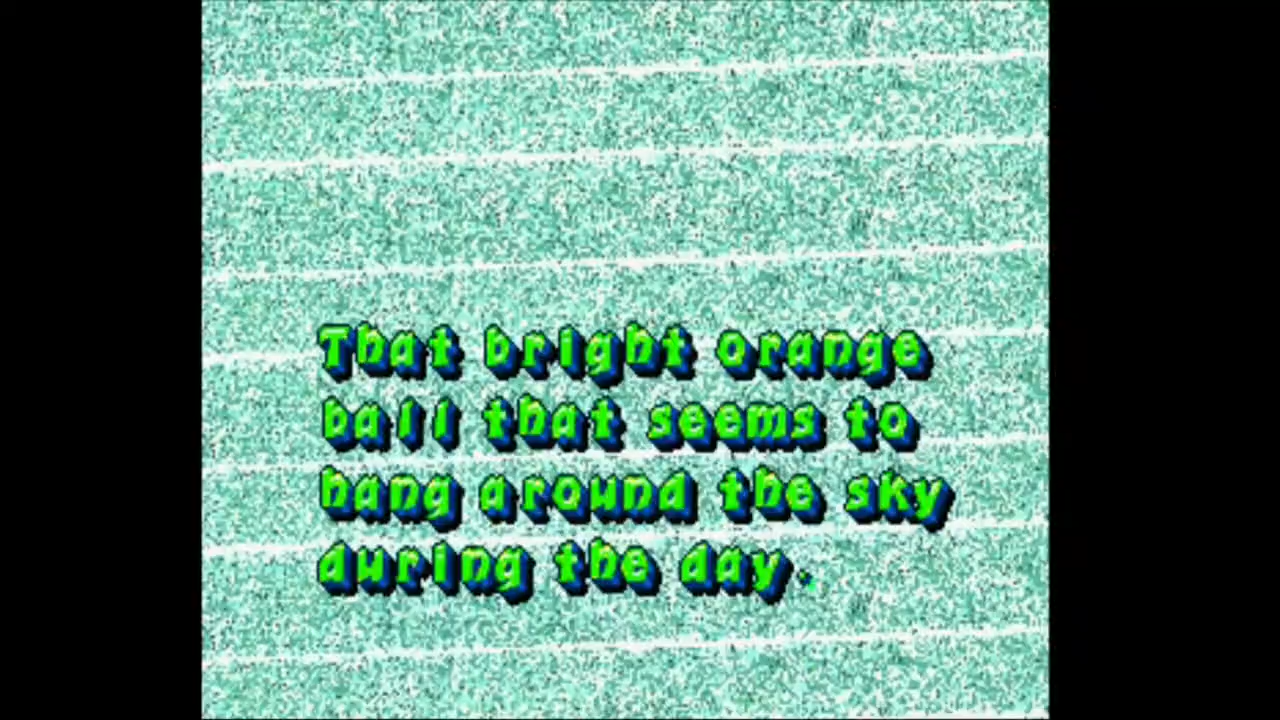 That bright orange
ball that seems to
hang around the sky
during the day.